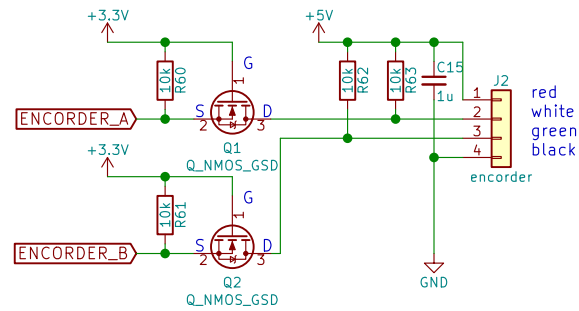 +3.3V
+5V
10k
R60
G
1
S
D
2
3
Q1
Q_NMOS_GSD
ENCORDER_A
10k
R62
10k
R63
C15
1u
J2
1
2
3
4
red
white
green
black
encorder
+3.3V
10k
R61
G
1
S
D
2
3
Q2
Q_NMOS_GSD
ENCORDER_B
GND